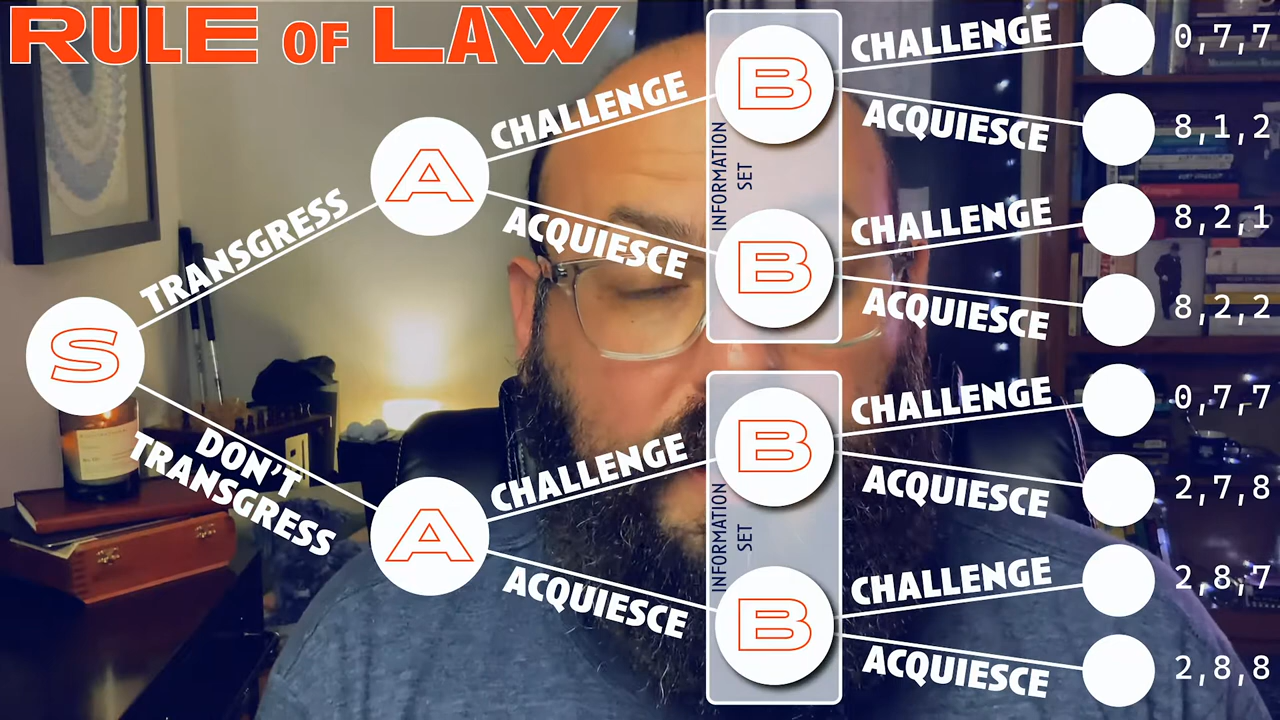 RULE OF LAW
S
TRANSGRESS
DON'T
TRANSGRESS
A
CHALLENGE
ACQUIESCE
A
CHALLENGE
ACQUIESCE
INFORMATION
SET
B
CHALLENGE
0,7,7
ACQUIESCE
8,1,2
B
CHALLENGE
8,2,1
ACQUIESCE
8,2,2
INFORMATION
SET
B
CHALLENGE
0,7,7
ACQUIESCE
2,7,8
B
CHALLENGE
2,8,7
ACQUIESCE
2,8,8